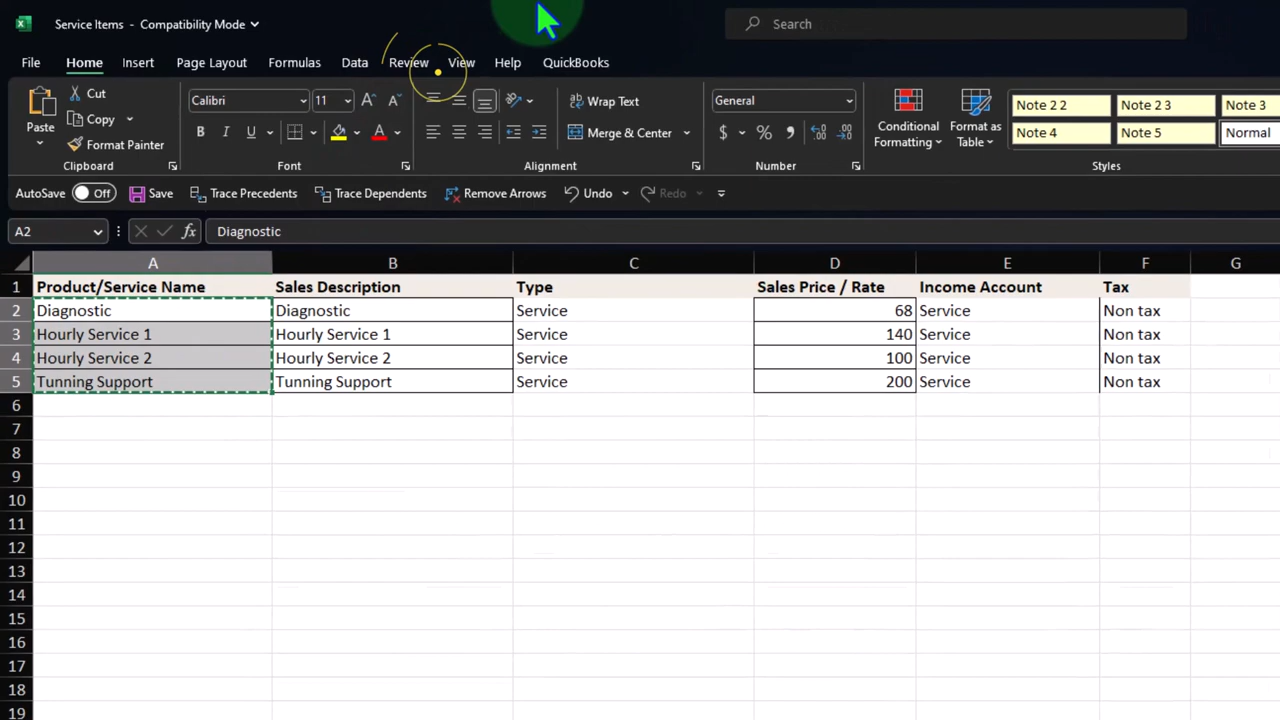 Service Items - Compatibility Mode
Search
File Home Insert Page Layout Formulas Data Review View Help QuickBooks
Paste
Cut
Copy
Format Painter
Clipboard
Calibri 11
B I U
Font
Wrap Text
Merge & Center
Alignment
General
$ % ,
Number
Conditional Formatting
Format as Table
Note 2 2 Note 2 3 Note 3
Note 4 Note 5 Normal
Styles
AutoSave Off Save Trace Precedents Trace Dependents Remove Arrows Undo Redo
A2 fx Diagnostic
A B C D E F G
1 Product/Service Name Sales Description Type Sales Price / Rate Income Account Tax
2 Diagnostic Diagnostic Service 68 Service Non tax
3 Hourly Service 1 Hourly Service 1 Service 140 Service Non tax
4 Hourly Service 2 Hourly Service 2 Service 100 Service Non tax
5 Tunning Support Tunning Support Service 200 Service Non tax
6
7
8
9
10
11
12
13
14
15
16
17
18
19